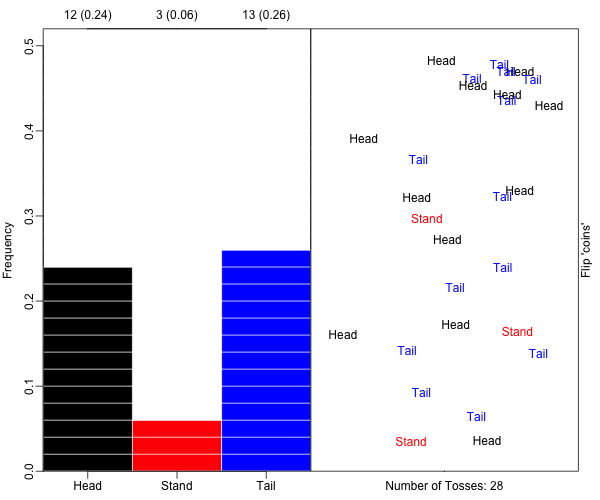 12 (0.24) 3 (0.06) 13 (0.26)
Frequency
0.5
0.4
0.3
0.2
0.1
0.0
Head Stand Tail
Head
Tail
Tail
Head
Tail
Tail
Head
Head
Tail
Head
Head
Tail
Head
Head
Tail
Stand
Head
Tail
Tail
Head
Stand
Head
Tail
Tail
Tail
Tail
Stand
Head
Number of Tosses: 28
Flip 'coins'